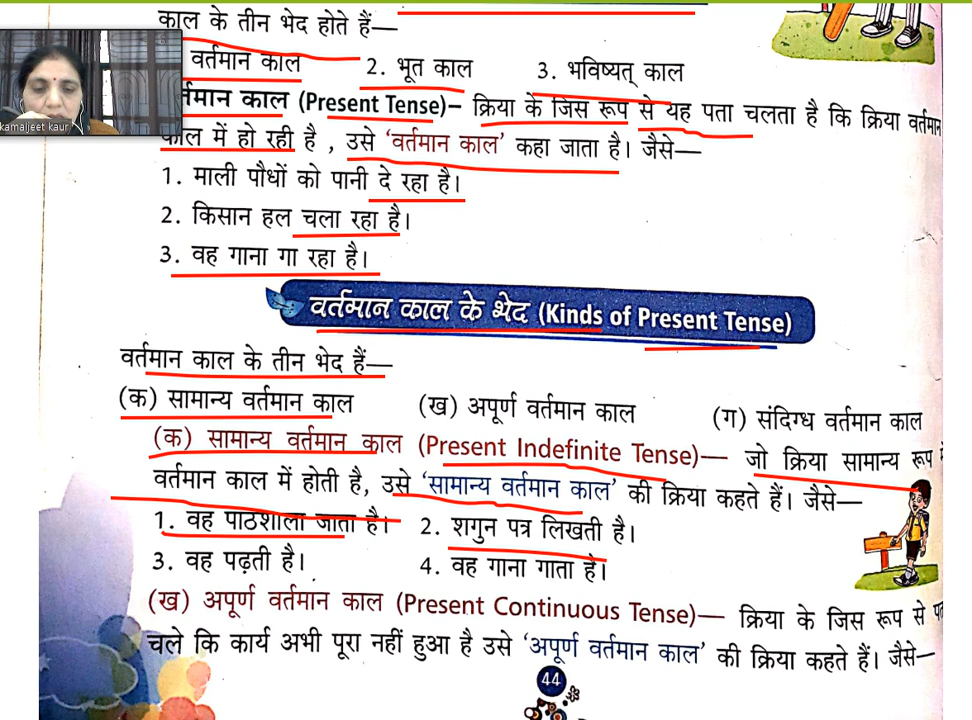 काल के तीन भेद होते हैं—
वर्तमान काल 2. भूत काल 3. भविष्यत् काल
kamaljeet kaur
र्तमान काल (Present Tense)– क्रिया के जिस रूप से यह पता चलता है कि क्रिया वर्तमान
काल में हो रही है , उसे ‘वर्तमान काल’ कहा जाता है। जैसे—
1. माली पौधों को पानी दे रहा है।
2. किसान हल चला रहा है।
3. वह गाना गा रहा है।
वर्तमान काल के भेद (Kinds of Present Tense)
वर्तमान काल के तीन भेद हैं—
(क) सामान्य वर्तमान काल (ख) अपूर्ण वर्तमान काल (ग) संदिग्ध वर्तमान काल
(क) सामान्य वर्तमान काल (Present Indefinite Tense)— जो क्रिया सामान्य रूप
वर्तमान काल में होती है, उसे ‘सामान्य वर्तमान काल’ की क्रिया कहते हैं। जैसे—
1. वह पाठशाला जाता है। 2. शगुन पत्र लिखती है।
3. वह पढ़ती है। 4. वह गाना गाता है।
(ख) अपूर्ण वर्तमान काल (Present Continuous Tense)— क्रिया के जिस रूप से
चले कि कार्य अभी पूरा नहीं हुआ है उसे ‘अपूर्ण वर्तमान काल’ की क्रिया कहते हैं। जैसे—
44